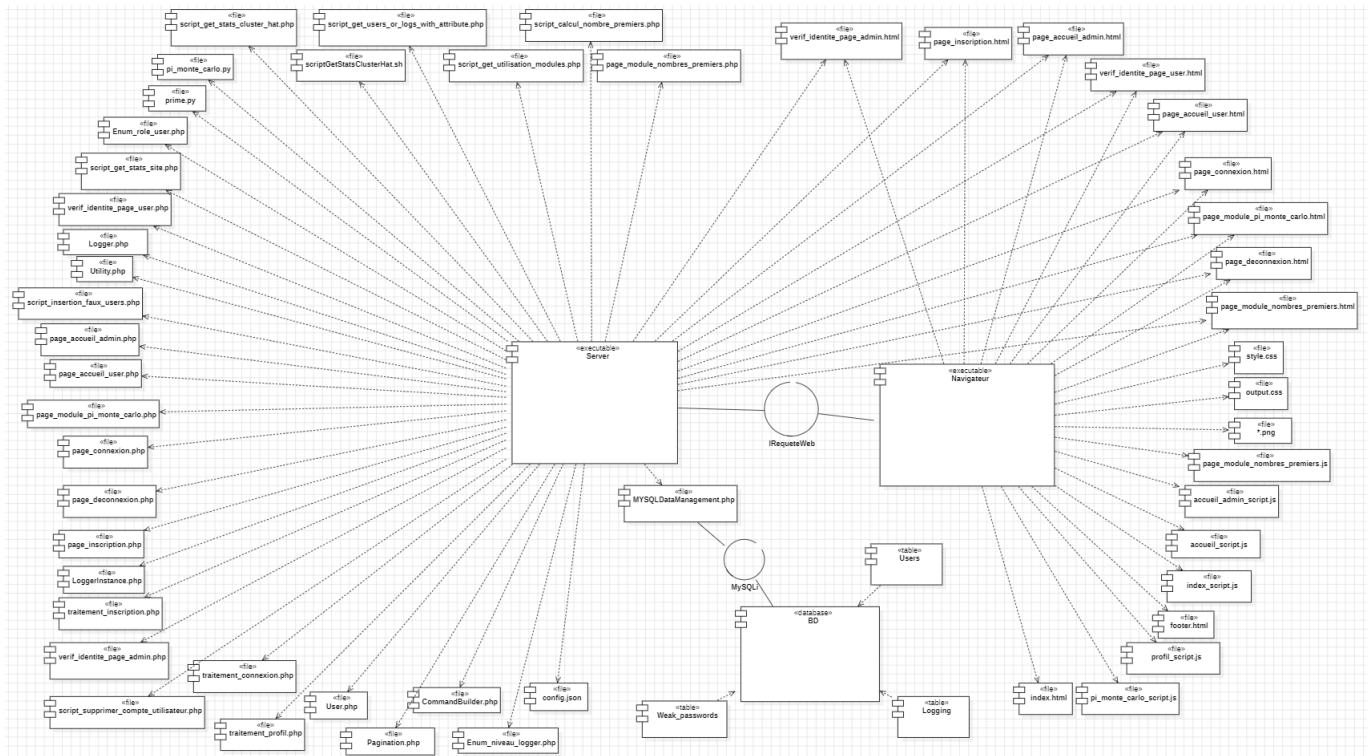 «file»
script_get_stats_cluster_hat.php
«file»
script_get_users_or_logs_with_attribute.php
«file»
script_calcul_nombre_premiers.php
«file»
verif_identite_page_admin.html
«file»
page_inscription.html
«file»
page_accueil_admin.html
«file»
pi_monte_carlo.py
«file»
scriptGetStatsClusterHat.sh
«file»
script_get_utilisation_modules.php
«file»
page_module_nombres_premiers.php
«file»
verif_identite_page_user.html
«file»
prime.py
«file»
page_accueil_user.html
«file»
Enum_role_user.php
«file»
script_get_stats_site.php
«file»
page_connexion.html
«file»
verif_identite_page_user.php
«file»
page_module_pi_monte_carlo.html
«file»
Logger.php
«file»
Utility.php
«file»
page_deconnexion.html
«file»
script_insertion_faux_users.php
«file»
page_module_nombres_premiers.html
«file»
page_accueil_admin.php
«executable»
Server
«file»
style.css
«file»
page_accueil_user.php
«executable»
Navigateur
«file»
output.css
«file»
page_module_pi_monte_carlo.php
IRequeteWeb
«file»
*.png
«file»
page_connexion.php
«file»
page_module_nombres_premiers.js
«file»
page_deconnexion.php
«file»
MYSQLDataManagement.php
«file»
accueil_admin_script.js
«file»
page_inscription.php
«file»
accueil_script.js
«table»
Users
«file»
LoggerInstance.php
MySQLi
«file»
index_script.js
«file»
traitement_inscription.php
«database»
BD
«file»
footer.html
«file»
verif_identite_page_admin.php
«file»
profil_script.js
«file»
traitement_connexion.php
«file»
script_supprimer_compte_utilisateur.php
«file»
User.php
«file»
CommandBuilder.php
«file»
config.json
«table»
Weak_passwords
«table»
Logging
«file»
index.html
«file»
pi_monte_carlo_script.js
«file»
traitement_profil.php
«file»
Pagination.php
«file»
Enum_niveau_logger.php